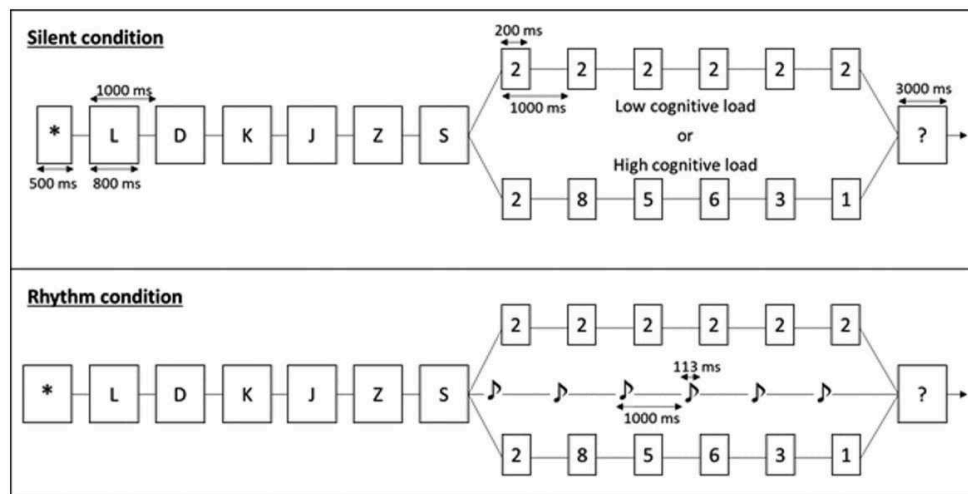 Silent condition
200 ms
2 2 2 2 2 2
1000 ms
1000 ms
3000 ms
Low cognitive load
* L D K J Z S
or
?
500 ms
800 ms
High cognitive load
2 8 5 6 3 1
Rhythm condition
2 2 2 2 2 2
113 ms
* L D K J Z S
?
1000 ms
2 8 5 6 3 1